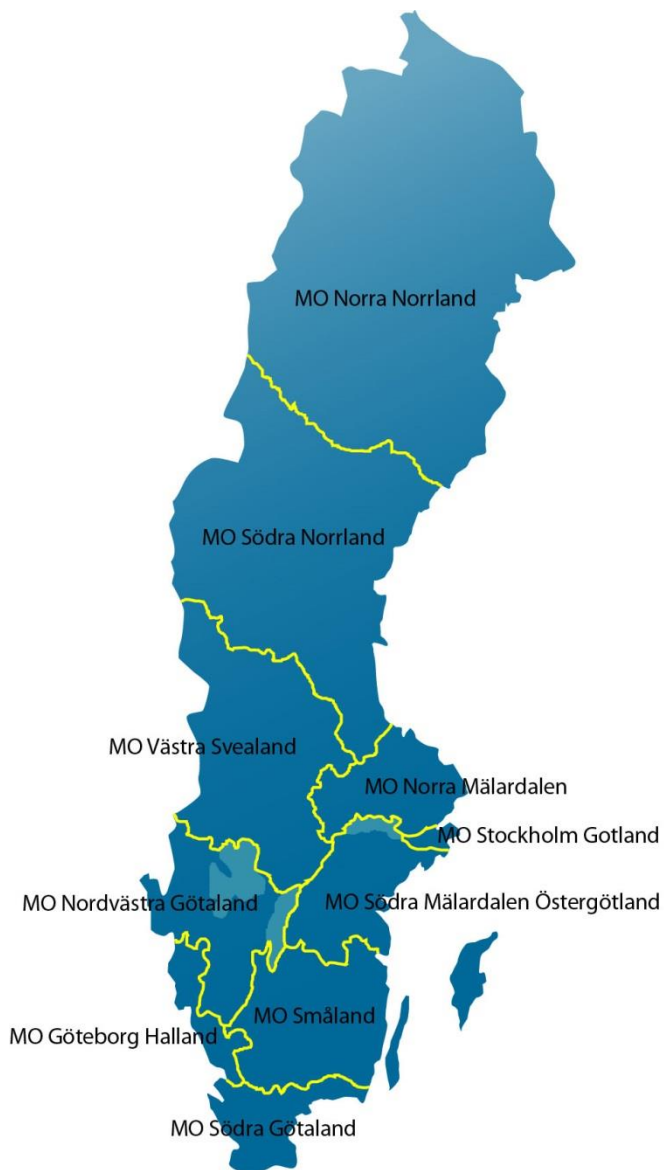 MO Norra Norrland
MO Södra Norrland
MO Västra Svealand
MO Norra Mälardalen
MO Stockholm Gotland
MO Nordvästra Götaland
MO Södra Mälardalen Östergötland
MO Småland
MO Göteborg Halland
MO Södra Götaland